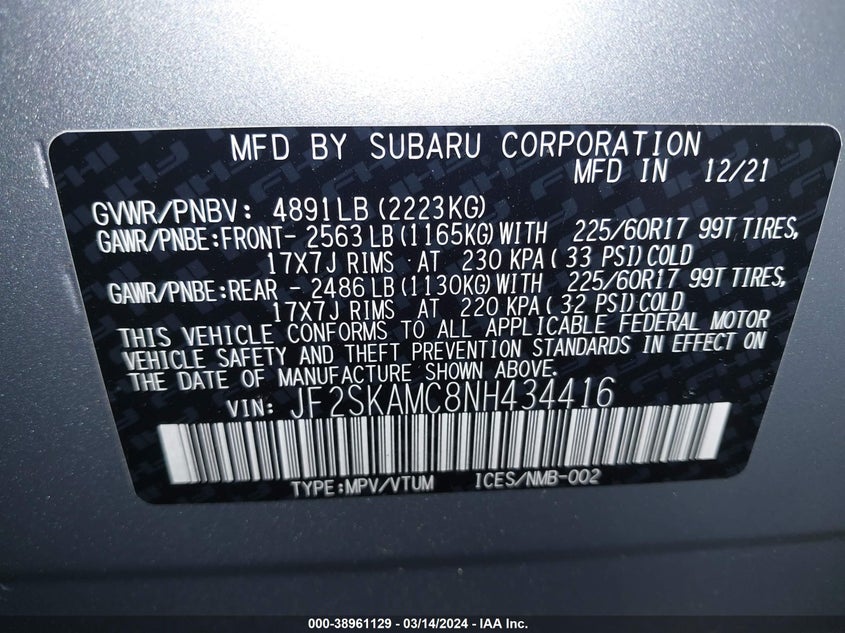 MFD BY SUBARU CORPORATION
MFD IN 12/21
GVWR/PNBV: 4891LB (2223KG)
GAWR/PNBE:FRONT- 2563 LB (1165KG) WITH 225/60R17 99T TIRES,
17X7J RIMS AT 230 KPA ( 33 PSI) COLD
GAWR/PNBE:REAR - 2486 LB (1130KG) WITH 225/60R17 99T TIRES,
17X7J RIMS AT 220 KPA ( 32 PSI) COLD
THIS VEHICLE CONFORMS TO ALL APPLICABLE FEDERAL MOTOR
VEHICLE SAFETY AND THEFT PREVENTION STANDARDS IN EFFECT ON
THE DATE OF MANUFACTURE SHOWN ABOVE.
VIN: JF2SKAMC8NH434416
TYPE:MPV/VTUM ICES/NMB-002
000-38961129 - 03/14/2024 - IAA Inc.